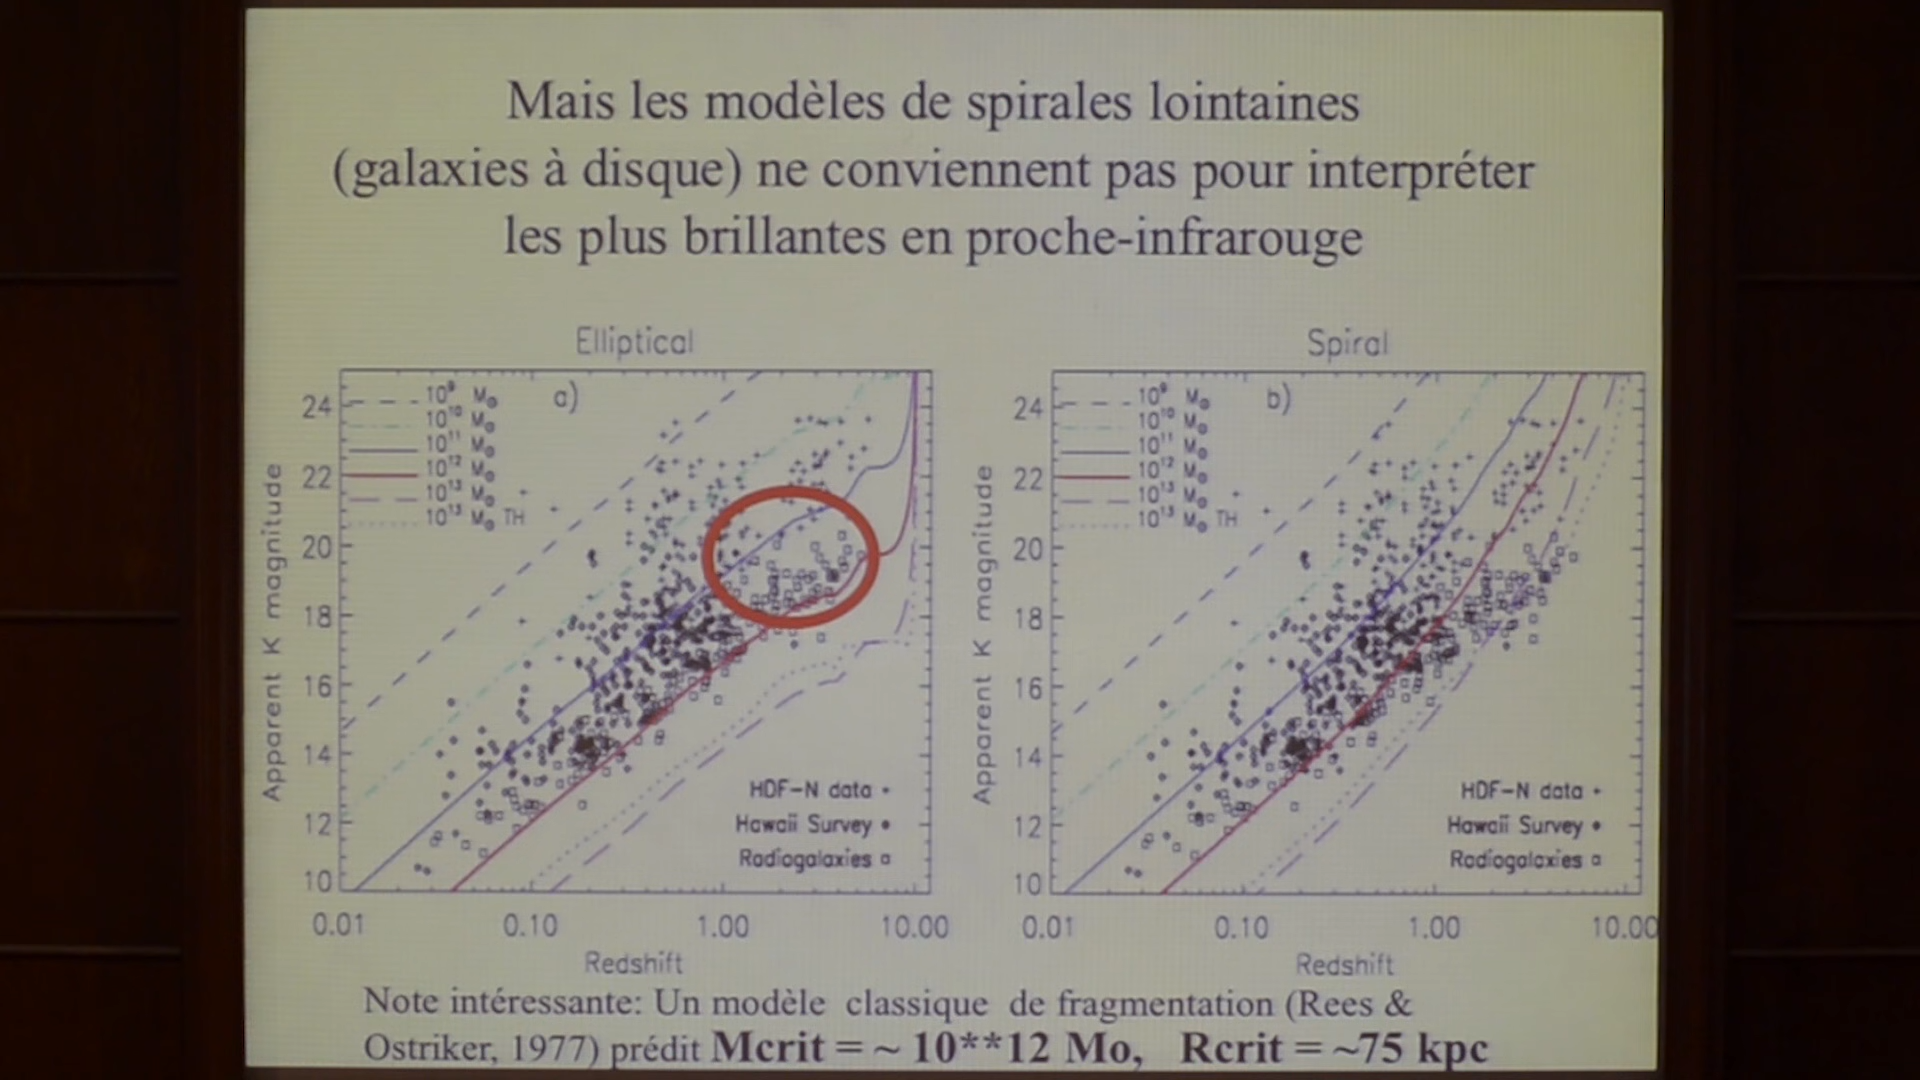 Mais les modèles de spirales lointaines
(galaxies à disque) ne conviennent pas pour interpréter
les plus brillantes en proche-infrarouge
Elliptical
Apparent K magnitude
24
22
20
18
16
14
12
10
10⁹ M⊙
10¹⁰ M⊙
10¹¹ M⊙
10¹² M⊙
10¹³ M⊙
10¹³ M⊙ TH
a)
HDF-N data
Hawaii Survey
Radiogalaxies
0.01 0.10 1.00 10.00
Redshift
Spiral
Apparent K magnitude
24
22
20
18
16
14
12
10
10⁹ M⊙
10¹⁰ M⊙
10¹¹ M⊙
10¹² M⊙
10¹³ M⊙
10¹³ M⊙ TH
b)
HDF-N data
Hawaii Survey
Radiogalaxies
0.01 0.10 1.00 10.00
Redshift
Note intéressante: Un modèle classique de fragmentation (Rees &
Ostriker, 1977) prédit Mcrit = ~ 10**12 Mo, Rcrit = ~75 kpc